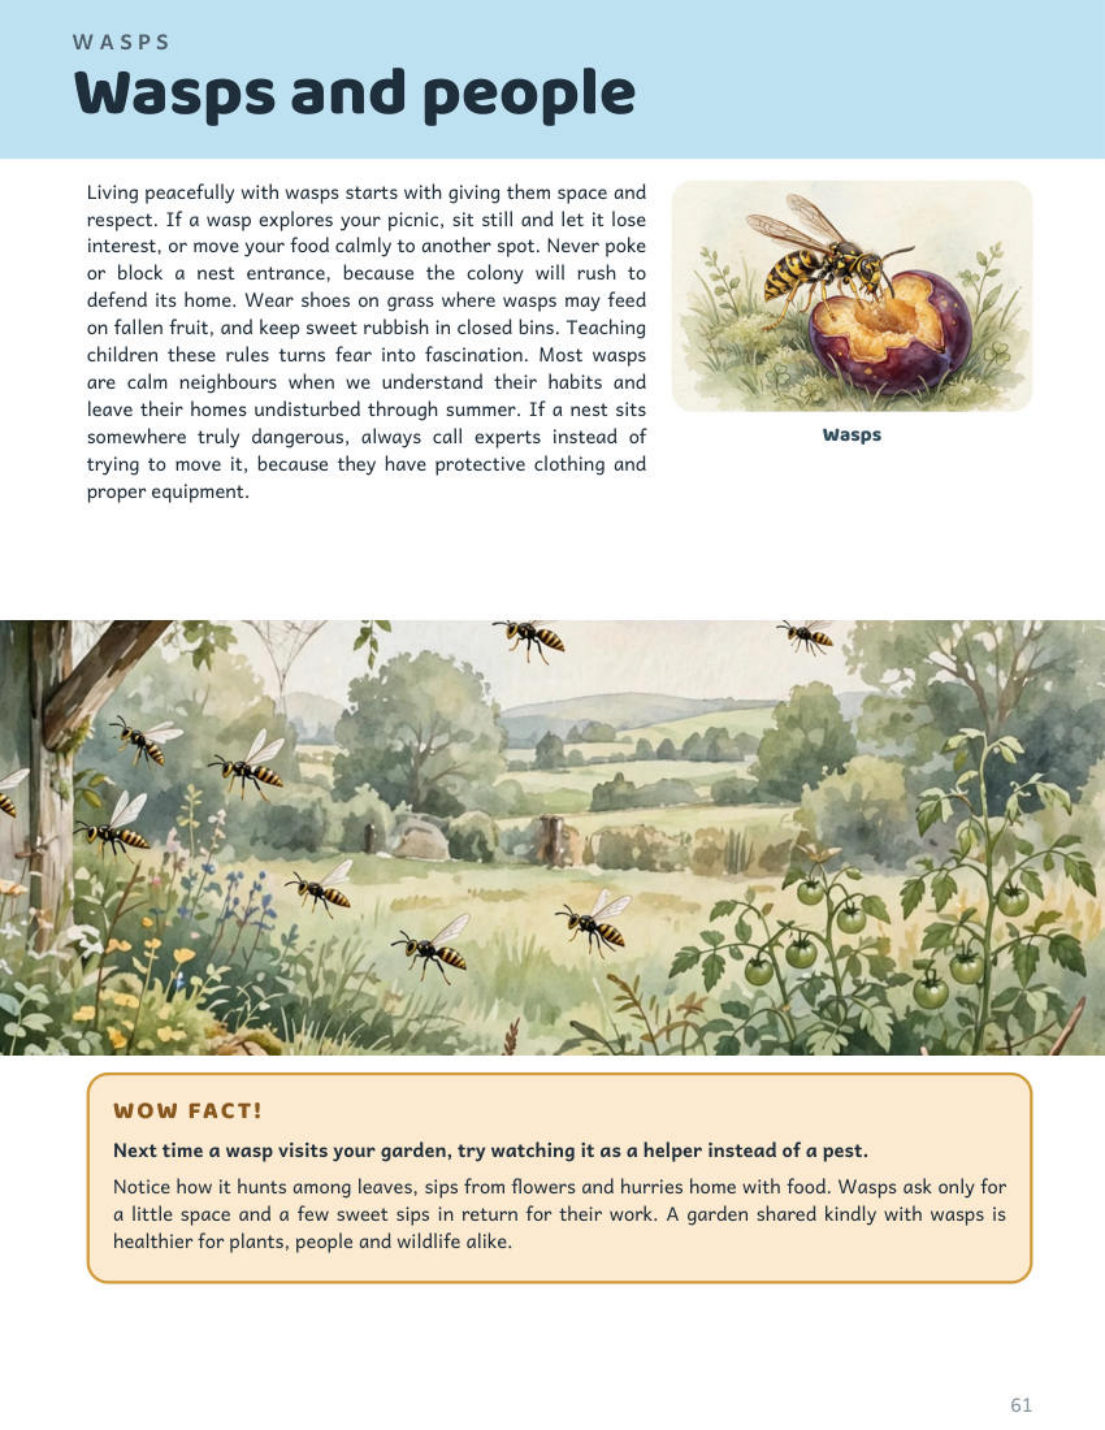 WASPS
Wasps and people
Living peacefully with wasps starts with giving them space and
respect. If a wasp explores your picnic, sit still and let it lose
interest, or move your food calmly to another spot. Never poke
or block a nest entrance, because the colony will rush to
defend its home. Wear shoes on grass where wasps may feed
on fallen fruit, and keep sweet rubbish in closed bins. Teaching
children these rules turns fear into fascination. Most wasps
are calm neighbours when we understand their habits and
leave their homes undisturbed through summer. If a nest sits
somewhere truly dangerous, always call experts instead of
trying to move it, because they have protective clothing and
proper equipment.
Wasps
WOW FACT!
Next time a wasp visits your garden, try watching it as a helper instead of a pest.
Notice how it hunts among leaves, sips from flowers and hurries home with food. Wasps ask only for
a little space and a few sweet sips in return for their work. A garden shared kindly with wasps is
healthier for plants, people and wildlife alike.
61